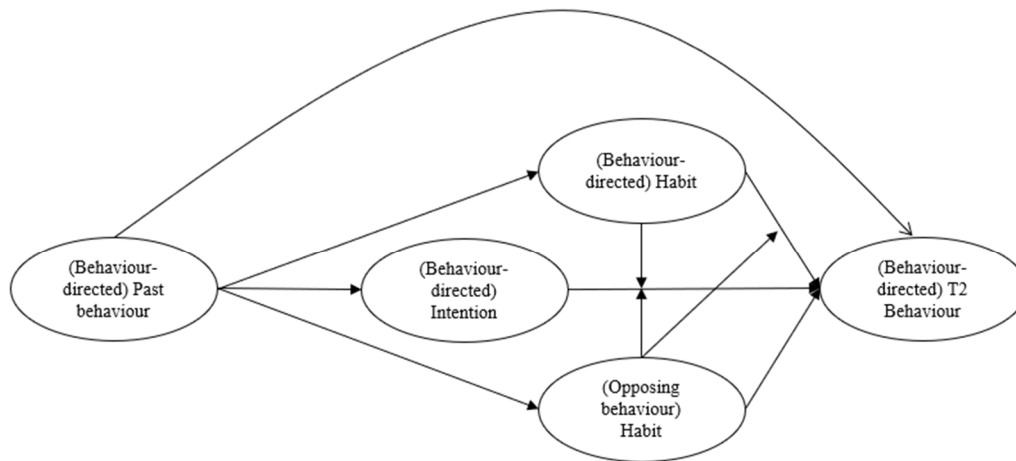 (Behaviour-
directed) Habit
(Behaviour-
directed) Past
behaviour
(Behaviour-
directed)
Intention
(Behaviour-
directed) T2
Behaviour
(Opposing
behaviour)
Habit